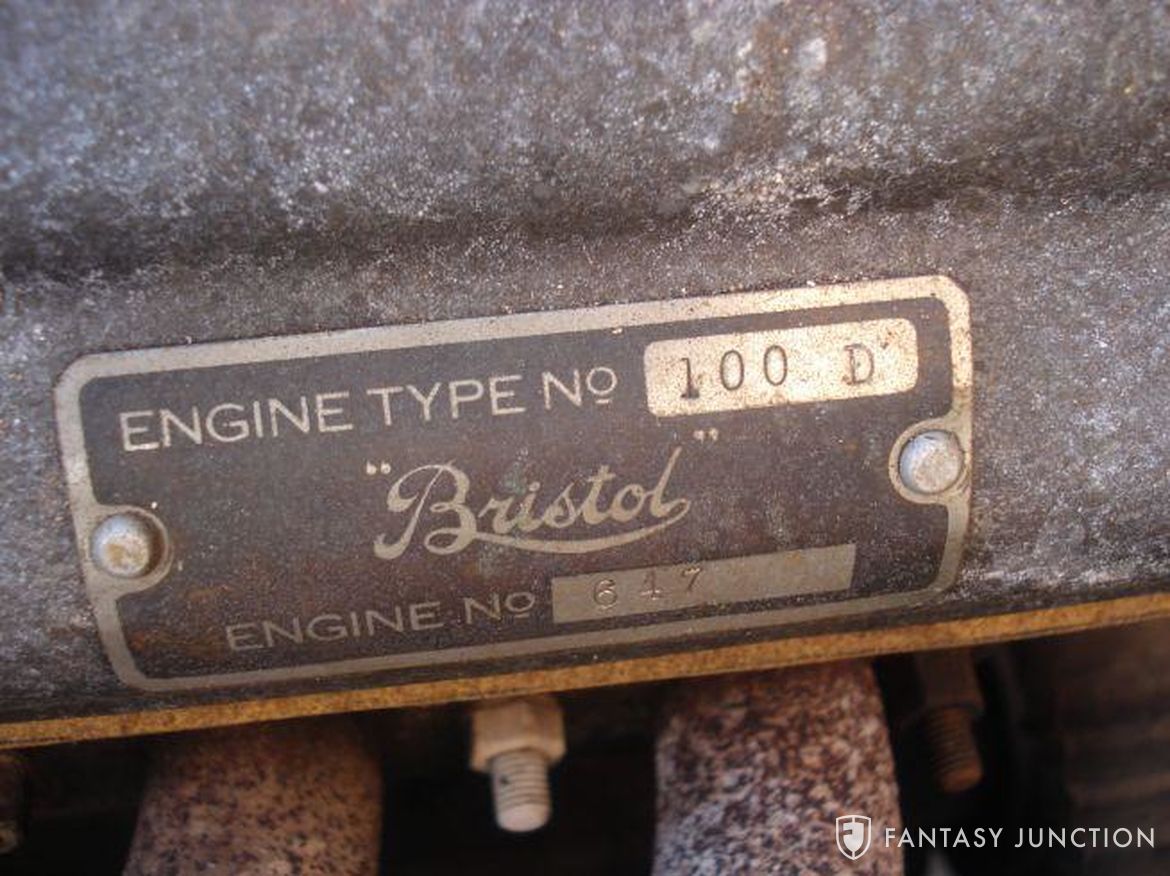 ENGINE TYPE No 100 D
"Bristol"
ENGINE No 647
FANTASY JUNCTION